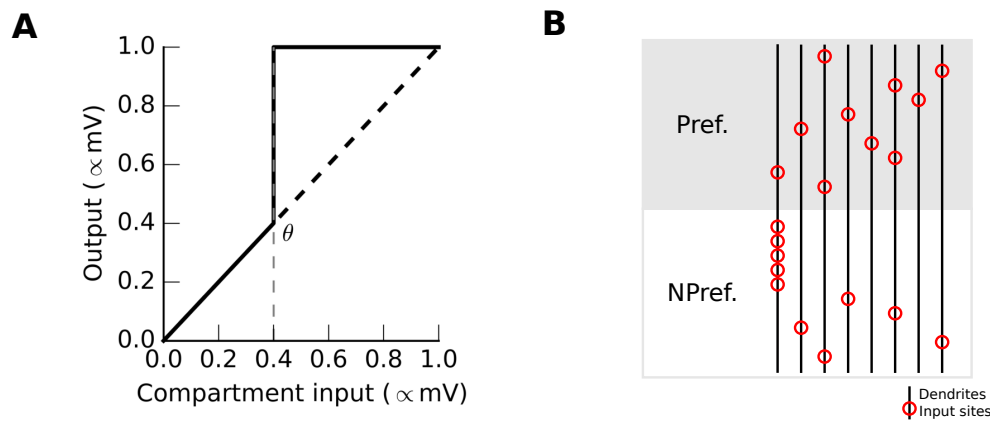 A
Output (∝mV)
1.0
0.8
0.6
0.4
0.2
0.0
θ
0.0 0.2 0.4 0.6 0.8 1.0
Compartment input (∝mV)
B
Pref.
NPref.
Dendrites
Input sites